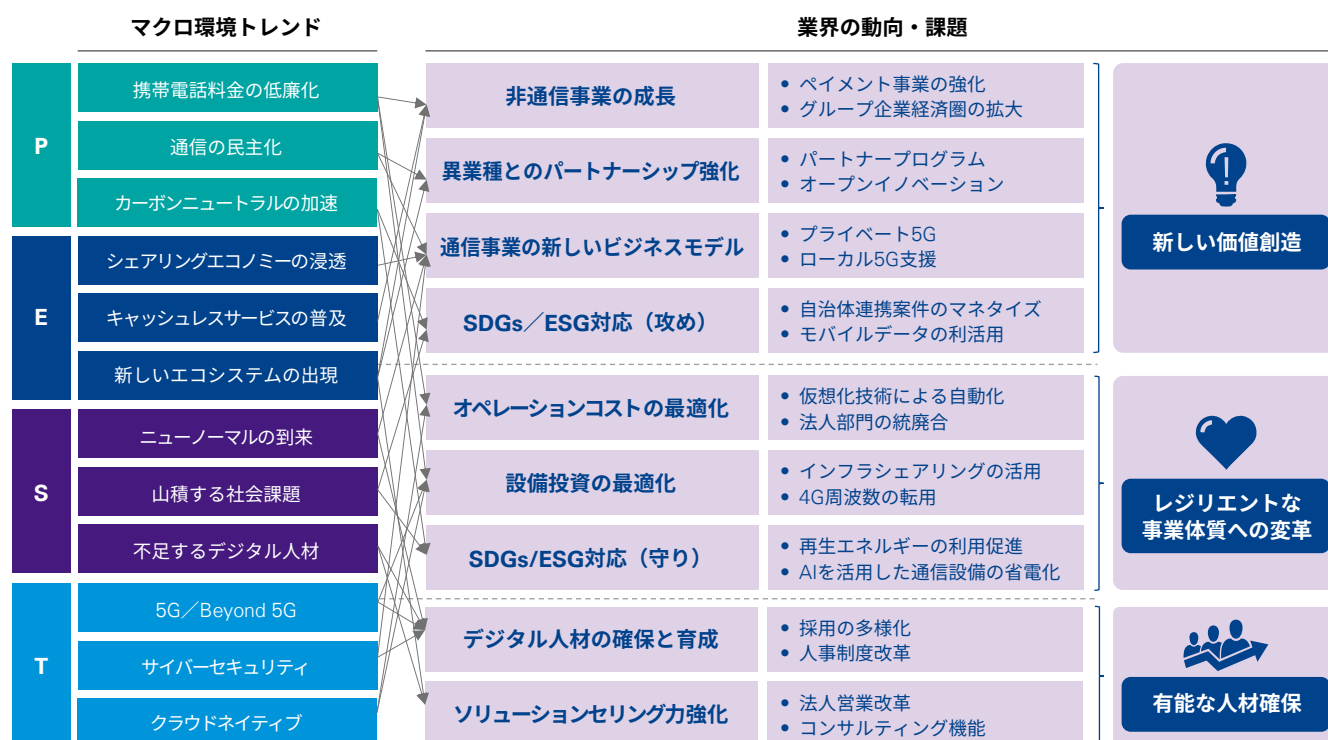 マクロ環境トレンド
業界の動向・課題
P
携帯電話料金の低廉化
通信の民主化
カーボンニュートラルの加速
E
シェアリングエコノミーの浸透
キャッシュレスサービスの普及
新しいエコシステムの出現
S
ニューノーマルの到来
山積する社会課題
不足するデジタル人材
T
5G／Beyond 5G
サイバーセキュリティ
クラウドネイティブ
非通信事業の成長
• ペイメント事業の強化
• グループ企業経済圏の拡大
異業種とのパートナーシップ強化
• パートナープログラム
• オープンイノベーション
通信事業の新しいビジネスモデル
• プライベート5G
• ローカル5G支援
SDGs／ESG対応（攻め）
• 自治体連携案件のマネタイズ
• モバイルデータの利活用
新しい価値創造
オペレーションコストの最適化
• 仮想化技術による自動化
• 法人部門の統廃合
設備投資の最適化
• インフラシェアリングの活用
• 4G周波数の転用
SDGs/ESG対応（守り）
• 再生エネルギーの利用促進
• AIを活用した通信設備の省電化
レジリエントな
事業体質への変革
デジタル人材の確保と育成
• 採用の多様化
• 人事制度改革
ソリューションセリング力強化
• 法人営業改革
• コンサルティング機能
有能な人材確保